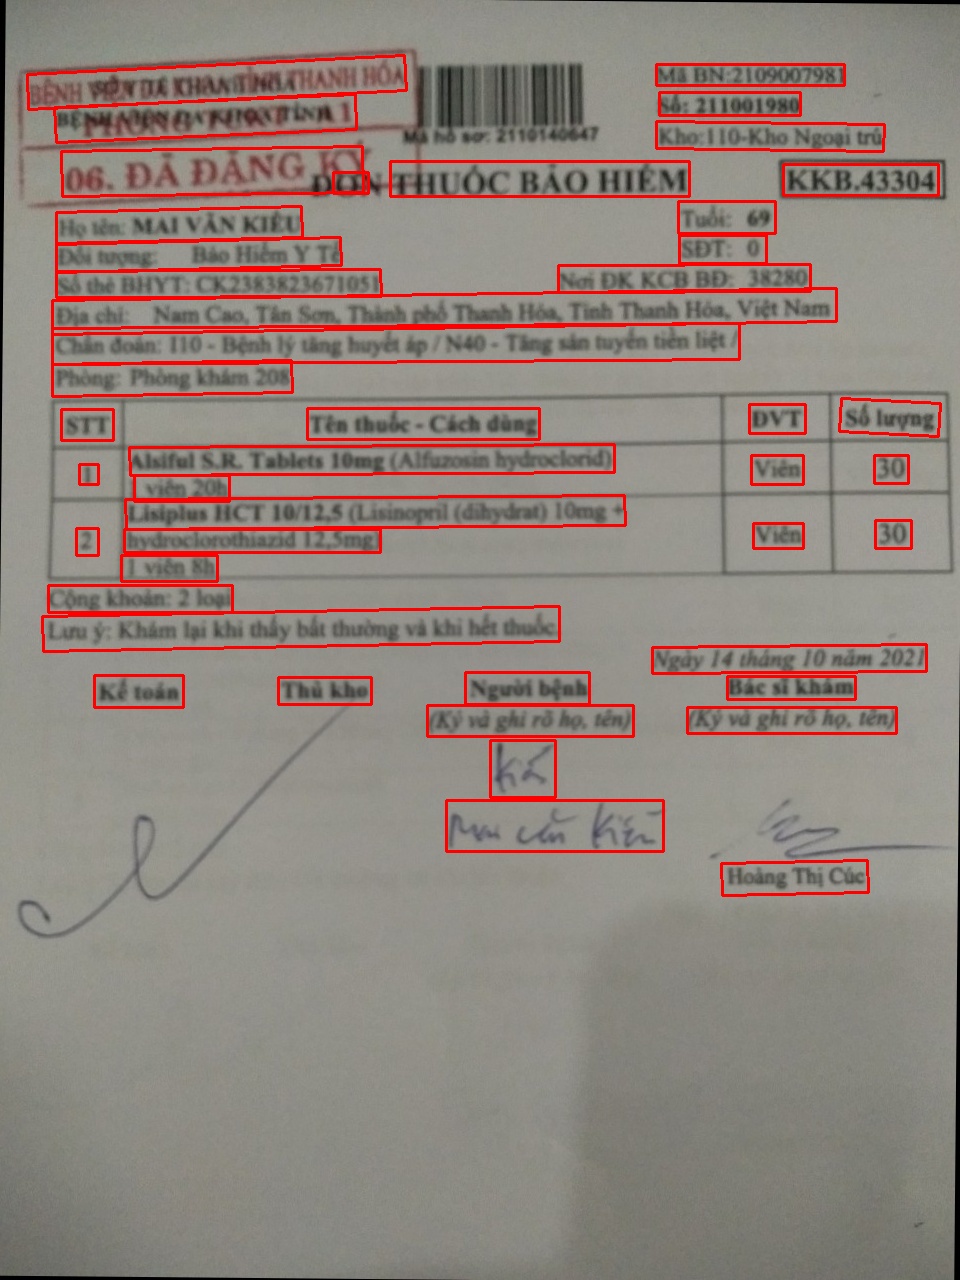 BỆNH VIỆN ĐA KHOA TỈNH THANH HÓA
BỆNH VIỆN ĐA KHOA TỈNH
06. ĐÃ ĐĂNG KÝ
Mã hồ sơ: 2110140647
Mã BN:2109007981
Số: 211001980
Kho:110-Kho Ngoại trú
ĐƠN THUỐC BẢO HIỂM
KKB.43304
Họ tên: MAI VĂN KIỀU Tuổi: 69
Đối tượng: Bảo Hiểm Y Tế SĐT: 0
Số thẻ BHYT: CK2383823671051 Nơi ĐK KCB BĐ: 38280
Địa chỉ: Nam Cao, Tân Sơn, Thành phố Thanh Hóa, Tỉnh Thanh Hóa, Việt Nam
Chẩn đoán: I10 - Bệnh lý tăng huyết áp / N40 - Tăng sản tuyến tiền liệt /
Phòng: Phòng khám 208
STT Tên thuốc - Cách dùng ĐVT Số lượng
1 Alsiful S.R. Tablets 10mg (Alfuzosin hydroclorid) Viên 30
viên 20h
2 Lisiplus HCT 10/12,5 (Lisinopril (dihydrat) 10mg + Viên 30
hydroclorothiazid 12,5mg)
1 viên 8h
Cộng khoản: 2 loại
Lưu ý: Khám lại khi thấy bất thường và khi hết thuốc.
Ngày 14 tháng 10 năm 2021
Kế toán Thủ kho Người bệnh Bác sĩ khám
(Ký và ghi rõ họ, tên) (Ký và ghi rõ họ, tên)
Mai Văn Kiều
Hoàng Thị Cúc